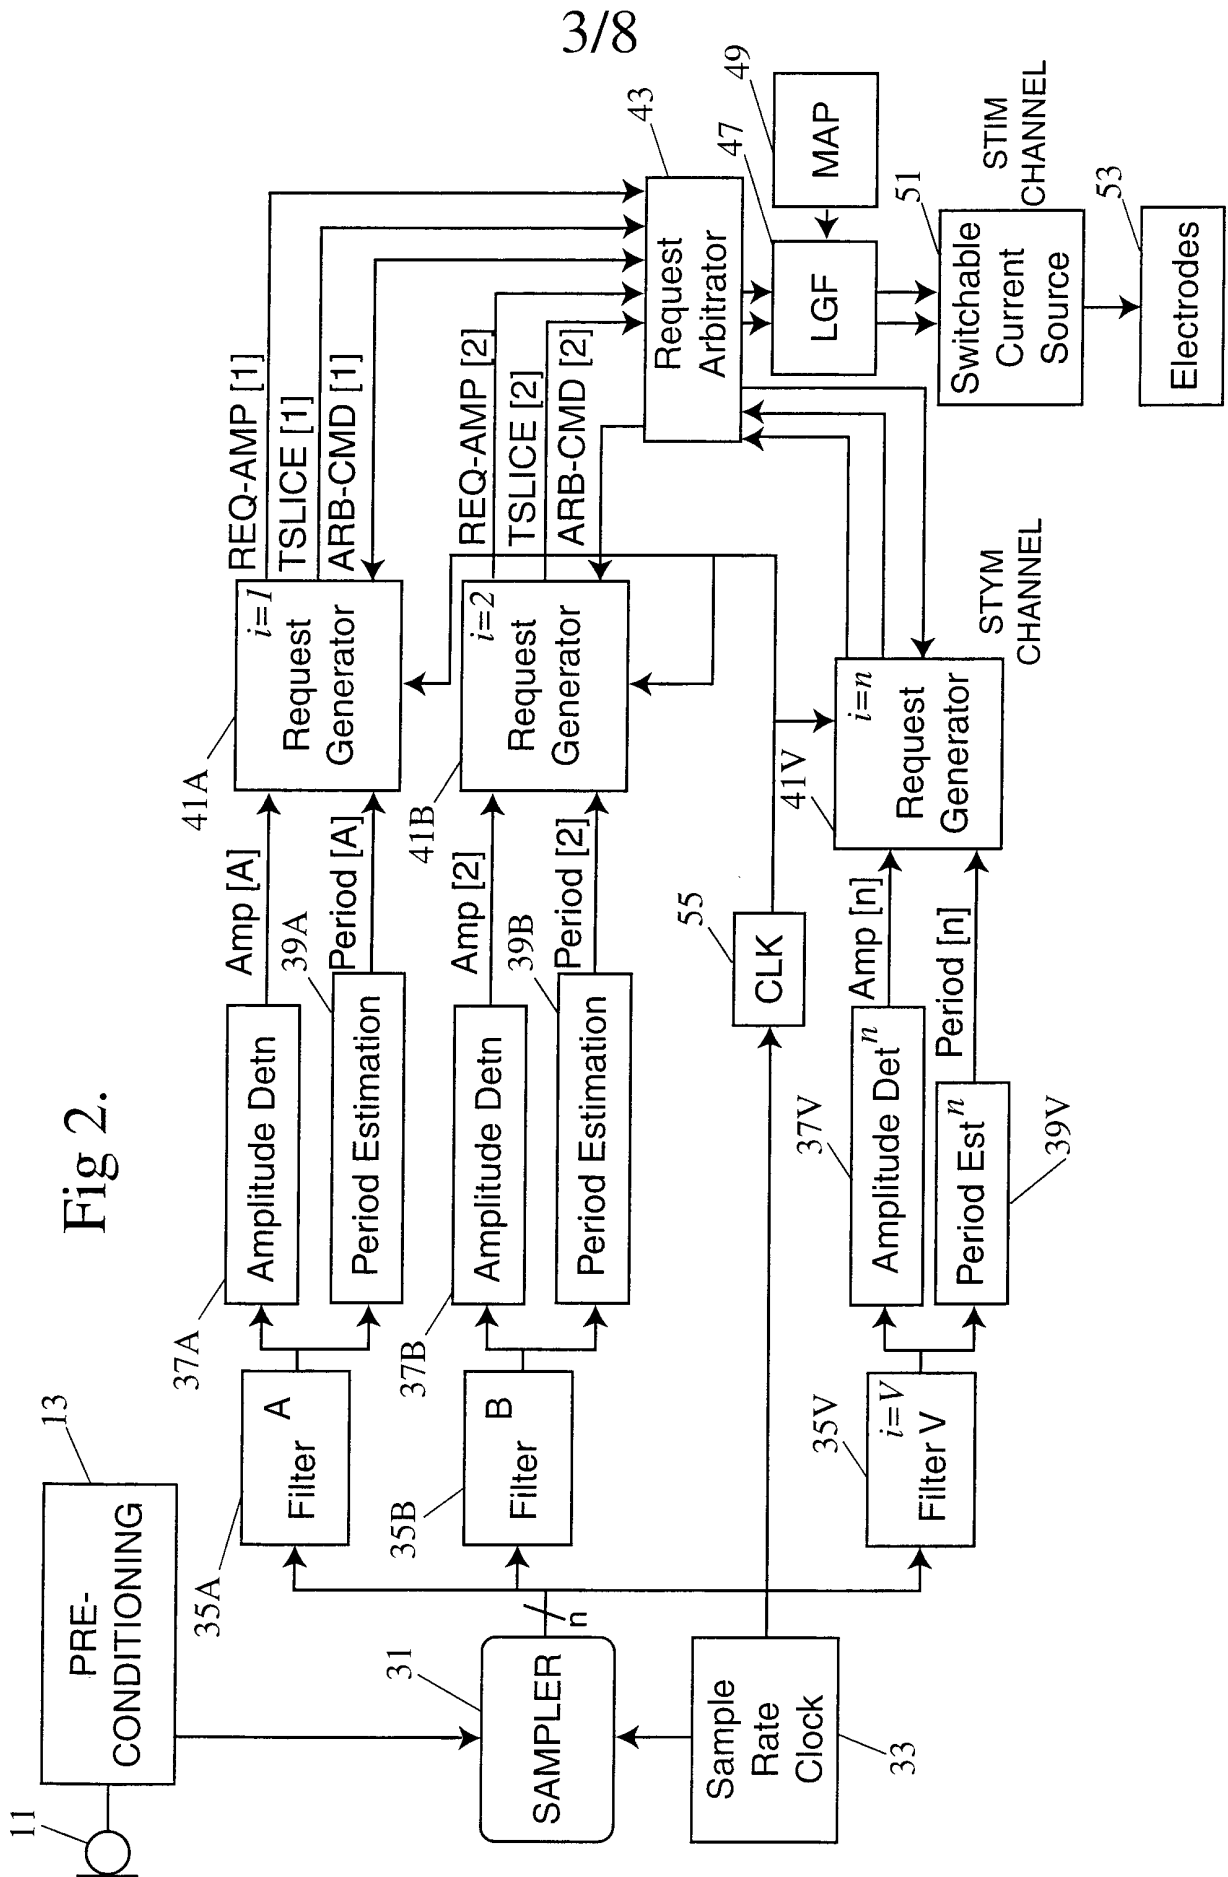 3/8
Fig 2.
11
13
PRE-
CONDITIONING
31
SAMPLER
n
33
Sample
Rate
Clock
35A
A
Filter
35B
B
Filter
35V
i=V
Filter V
37A
Amplitude Detn
39A
Period Estimation
37B
Amplitude Detn
39B
Period Estimation
37V
Amplitude Det^n
39V
Period Est^n
Amp [A]
Period [A]
Amp [2]
Period [2]
Amp [n]
Period [n]
55
CLK
41A
i=1
Request
Generator
41B
i=2
Request
Generator
41V
i=n
Request
Generator
STYM
CHANNEL
REQ-AMP [1]
TSLICE [1]
ARB-CMD [1]
REQ-AMP [2]
TSLICE [2]
ARB-CMD [2]
43
Request
Arbitrator
47
LGF
49
MAP
51
Switchable
Current
Source
STIM
CHANNEL
53
Electrodes